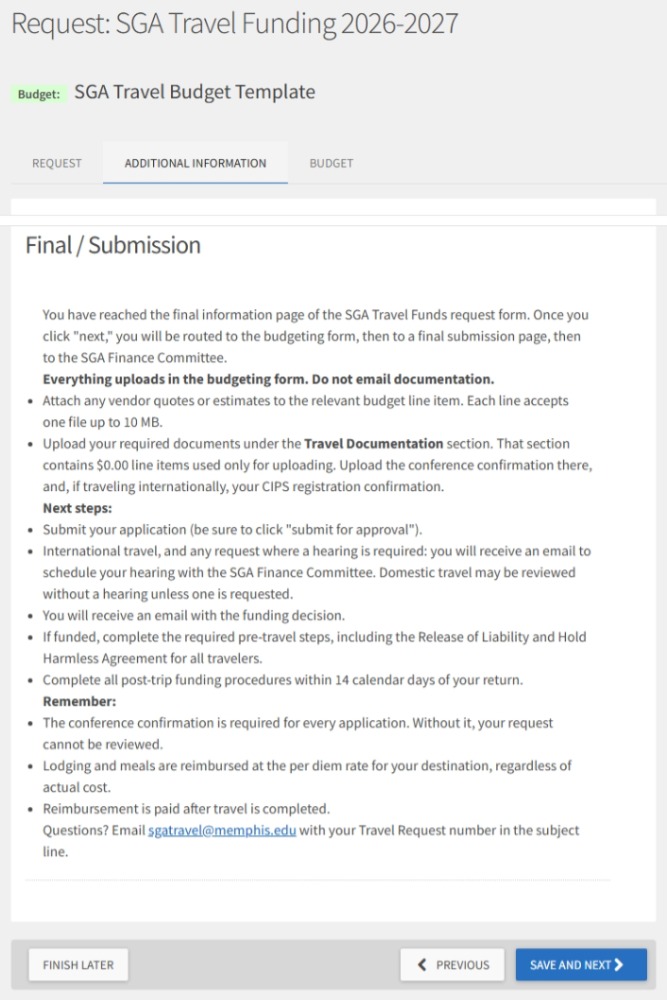 Request: SGA Travel Funding 2026-2027
Budget: SGA Travel Budget Template
REQUEST ADDITIONAL INFORMATION BUDGET
Final / Submission
You have reached the final information page of the SGA Travel Funds request form. Once you
click "next," you will be routed to the budgeting form, then to a final submission page, then
to the SGA Finance Committee.
Everything uploads in the budgeting form. Do not email documentation.
• Attach any vendor quotes or estimates to the relevant budget line item. Each line accepts
one file up to 10 MB.
• Upload your required documents under the Travel Documentation section. That section
contains $0.00 line items used only for uploading. Upload the conference confirmation there,
and, if traveling internationally, your CIPS registration confirmation.
Next steps:
• Submit your application (be sure to click "submit for approval").
• International travel, and any request where a hearing is required: you will receive an email to
schedule your hearing with the SGA Finance Committee. Domestic travel may be reviewed
without a hearing unless one is requested.
• You will receive an email with the funding decision.
• If funded, complete the required pre-travel steps, including the Release of Liability and Hold
Harmless Agreement for all travelers.
• Complete all post-trip funding procedures within 14 calendar days of your return.
Remember:
• The conference confirmation is required for every application. Without it, your request
cannot be reviewed.
• Lodging and meals are reimbursed at the per diem rate for your destination, regardless of
actual cost.
• Reimbursement is paid after travel is completed.
Questions? Email sgatravel@memphis.edu with your Travel Request number in the subject
line.
FINISH LATER PREVIOUS SAVE AND NEXT